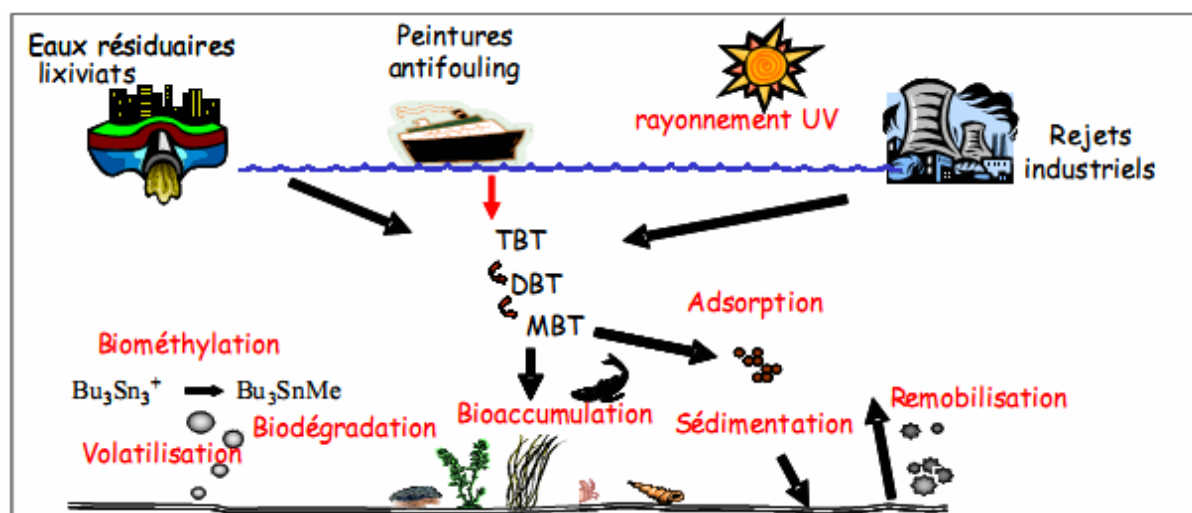 Eaux résiduaires
lixiviats
Peintures
antifouling
rayonnement UV
Rejets
industriels
TBT
DBT
MBT
Adsorption
Biométhylation
Bu₃Sn₃⁺ Bu₃SnMe
Biodégradation
Bioaccumulation
Sédimentation
Remobilisation
Volatilisation